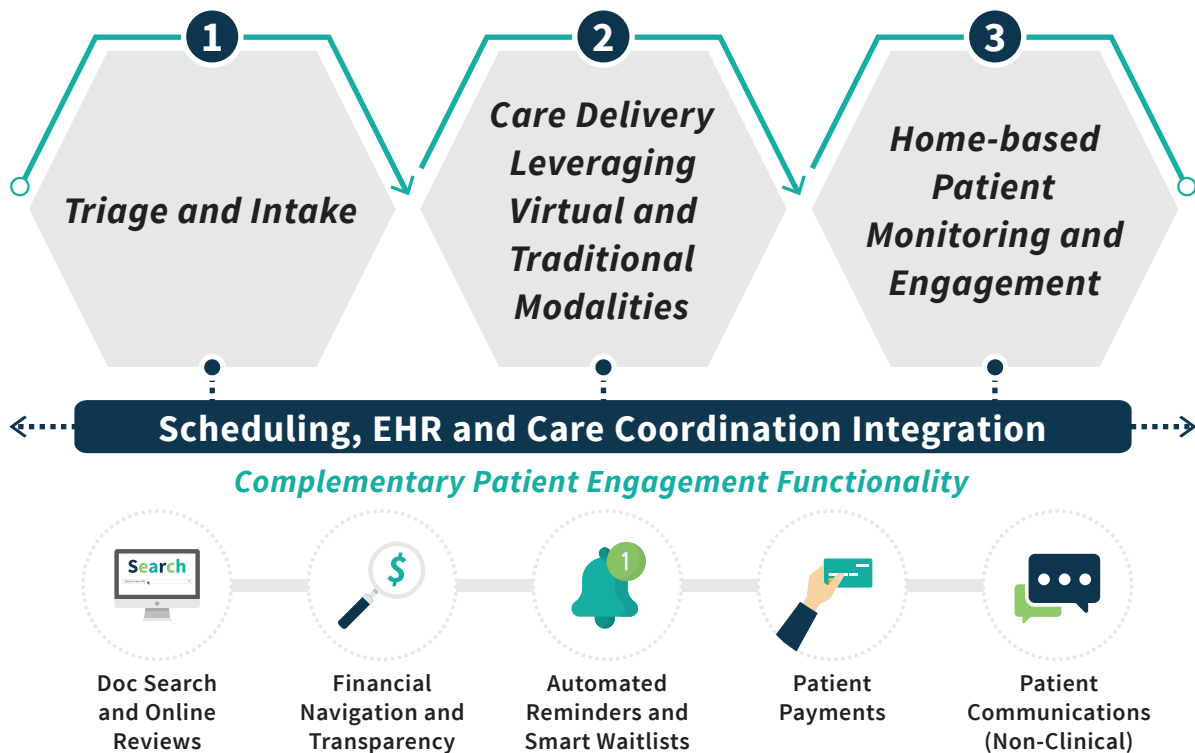 1
2
3
Triage and Intake
Care Delivery
Leveraging
Virtual and
Traditional
Modalities
Home-based
Patient
Monitoring and
Engagement
Scheduling, EHR and Care Coordination Integration
Complementary Patient Engagement Functionality
Search
$
1
Doc Search
and Online
Reviews
Financial
Navigation and
Transparency
Automated
Reminders and
Smart Waitlists
Patient
Payments
Patient
Communications
(Non-Clinical)